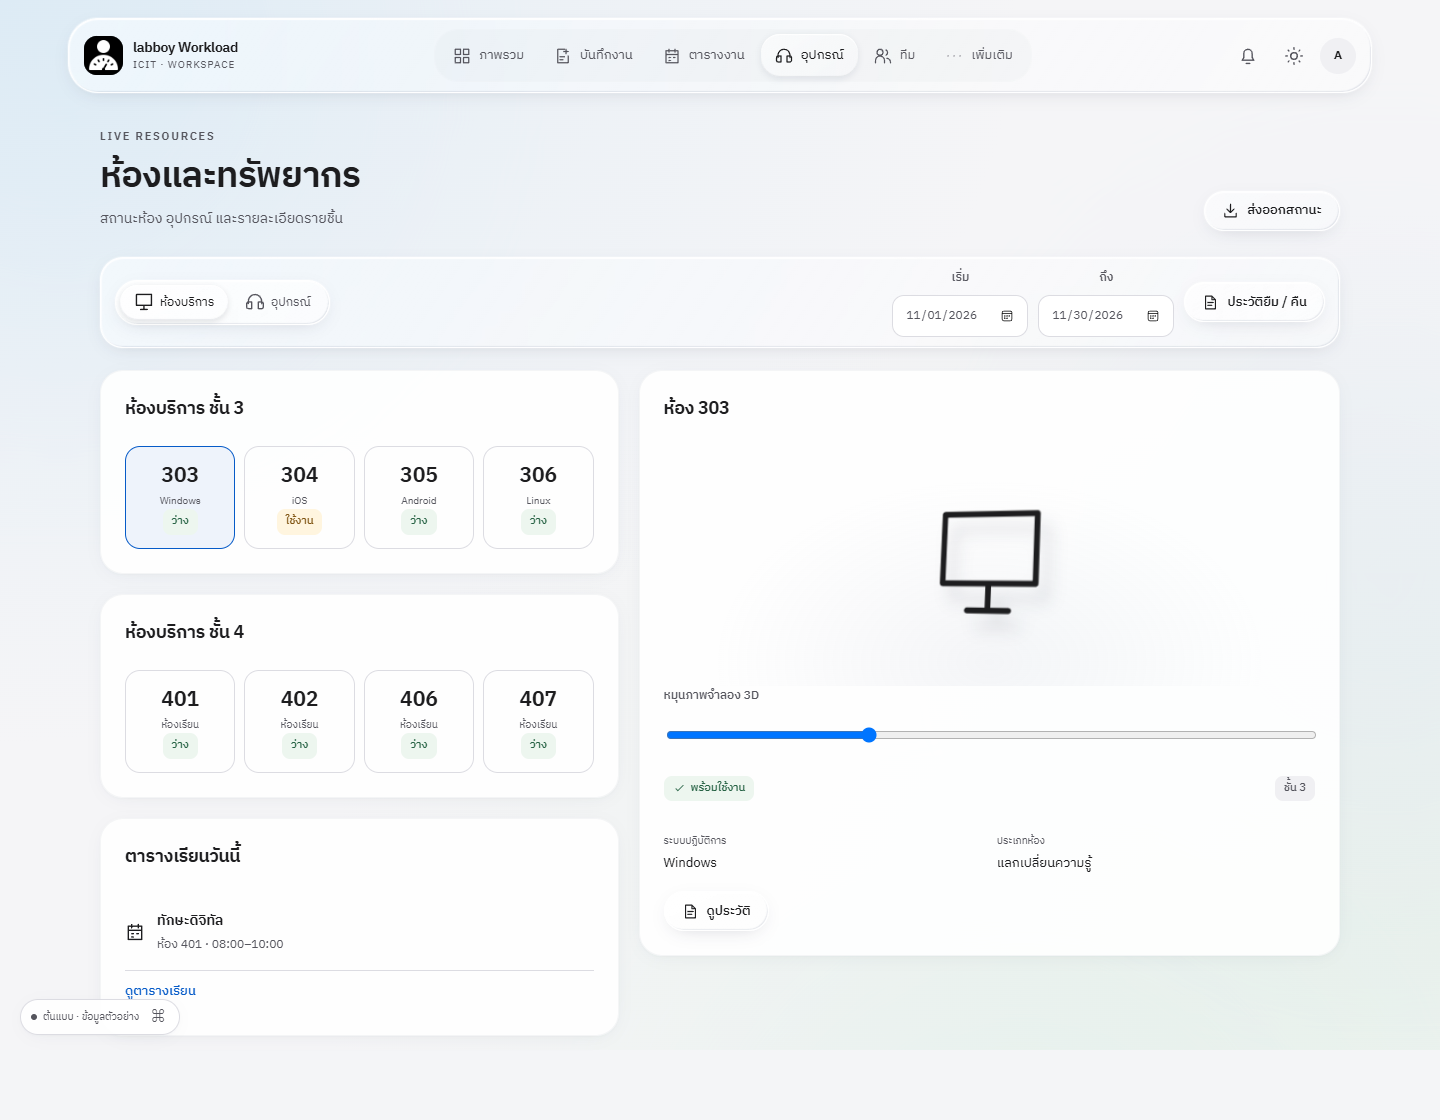 labboy Workload
ICIT · WORKSPACE
ภาพรวม
บันทึกงาน
ตารางงาน
อุปกรณ์
ทีม
··· เพิ่มเติม
A
LIVE RESOURCES
ห้องและทรัพยากร
สถานะห้อง อุปกรณ์ และรายละเอียดรายชิ้น
ส่งออกสถานะ
ห้องบริการ
อุปกรณ์
เริ่ม
11/01/2026
ถึง
11/30/2026
ประวัติยืม / คืน
ห้องบริการ ชั้น 3
303
Windows
ว่าง
304
iOS
ใช้งาน
305
Android
ว่าง
306
Linux
ว่าง
ห้องบริการ ชั้น 4
401
ห้องเรียน
ว่าง
402
ห้องเรียน
ว่าง
406
ห้องเรียน
ว่าง
407
ห้องเรียน
ว่าง
ตารางเรียนวันนี้
ทักษะดิจิทัล
ห้อง 401 · 08:00–10:00
ดูตารางเรียน
ต้นแบบ · ข้อมูลตัวอย่าง ⌘
ห้อง 303
หมุนภาพจำลอง 3D
พร้อมใช้งาน
ชั้น 3
ระบบปฏิบัติการ
Windows
ประเภทห้อง
แลกเปลี่ยนความรู้
ดูประวัติ